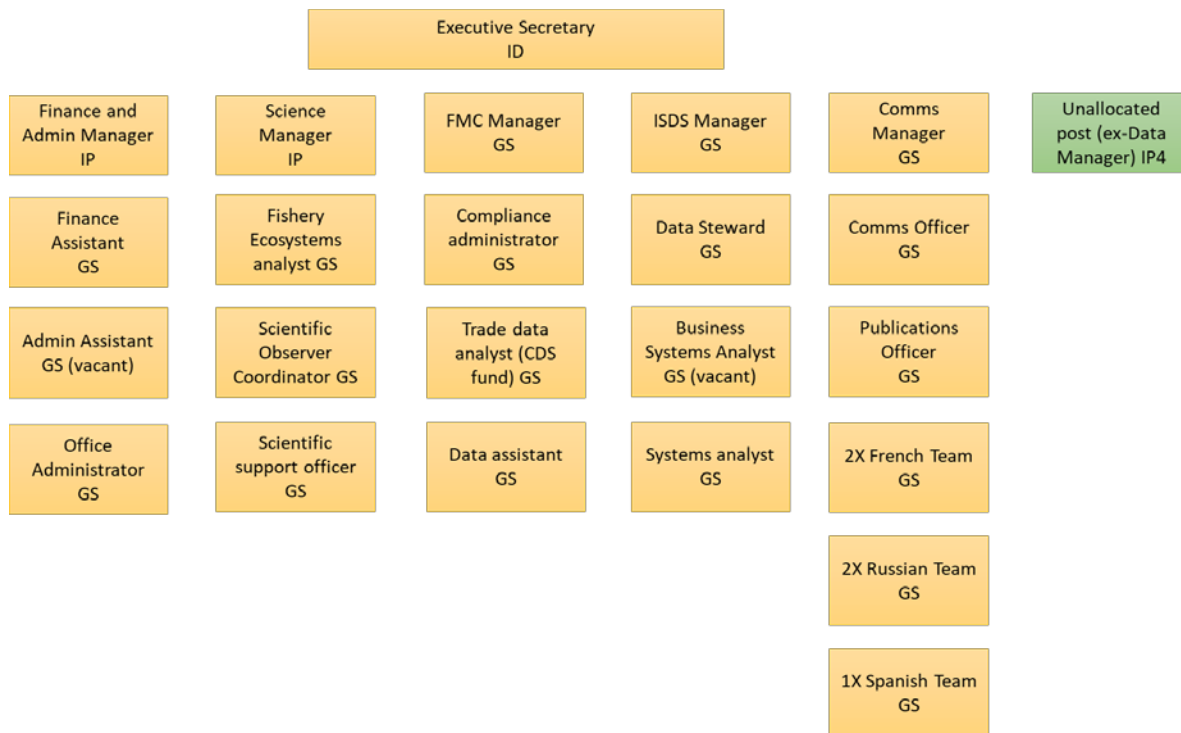 Executive Secretary
ID
Finance and
Admin Manager
IP
Science
Manager
IP
FMC Manager
GS
ISDS Manager
GS
Comms
Manager
GS
Unallocated
post (ex-Data
Manager) IP4
Finance
Assistant
GS
Fishery
Ecosystems
analyst GS
Compliance
administrator
GS
Data Steward
GS
Comms Officer
GS
Admin Assistant
GS (vacant)
Scientific
Observer
Coordinator GS
Trade data
analyst (CDS
fund) GS
Business
Systems Analyst
GS (vacant)
Publications
Officer
GS
Office
Administrator
GS
Scientific
support officer
GS
Data assistant
GS
Systems analyst
GS
2X French Team
GS
2X Russian Team
GS
1X Spanish Team
GS